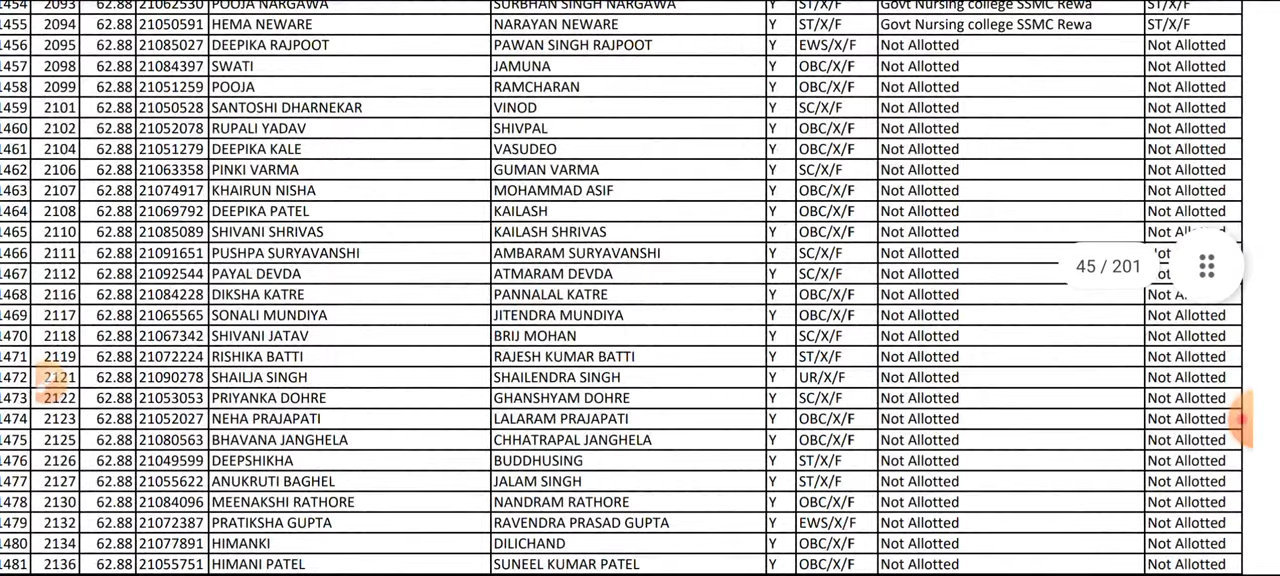 1454 2093 62.88 21062530 POOJA NARGAWA SURBHAN SINGH NARGAWA Y ST/X/F Govt Nursing college SSMC Rewa ST/X/F
1455 2094 62.88 21050591 HEMA NEWARE NARAYAN NEWARE Y ST/X/F Govt Nursing college SSMC Rewa ST/X/F
1456 2095 62.88 21085027 DEEPIKA RAJPOOT PAWAN SINGH RAJPOOT Y EWS/X/F Not Allotted Not Allotted
1457 2098 62.88 21084397 SWATI JAMUNA Y OBC/X/F Not Allotted Not Allotted
1458 2099 62.88 21051259 POOJA RAMCHARAN Y OBC/X/F Not Allotted Not Allotted
1459 2101 62.88 21050528 SANTOSHI DHARNEKAR VINOD Y SC/X/F Not Allotted Not Allotted
1460 2102 62.88 21052078 RUPALI YADAV SHIVPAL Y OBC/X/F Not Allotted Not Allotted
1461 2104 62.88 21051279 DEEPIKA KALE VASUDEO Y OBC/X/F Not Allotted Not Allotted
1462 2106 62.88 21063358 PINKI VARMA GUMAN VARMA Y SC/X/F Not Allotted Not Allotted
1463 2107 62.88 21074917 KHAIRUN NISHA MOHAMMAD ASIF Y OBC/X/F Not Allotted Not Allotted
1464 2108 62.88 21069792 DEEPIKA PATEL KAILASH Y OBC/X/F Not Allotted Not Allotted
1465 2110 62.88 21085089 SHIVANI SHRIVAS KAILASH SHRIVAS Y OBC/X/F Not Allotted Not Allotted
1466 2111 62.88 21091651 PUSHPA SURYAVANSHI AMBARAM SURYAVANSHI Y SC/X/F Not Allotted
45 / 201
1467 2112 62.88 21092544 PAYAL DEVDA ATMARAM DEVDA Y SC/X/F Not Allotted
1468 2116 62.88 21084228 DIKSHA KATRE PANNALAL KATRE Y OBC/X/F Not Allotted Not Allotted
1469 2117 62.88 21065565 SONALI MUNDIYA JITENDRA MUNDIYA Y OBC/X/F Not Allotted Not Allotted
1470 2118 62.88 21067342 SHIVANI JATAV BRIJ MOHAN Y SC/X/F Not Allotted Not Allotted
1471 2119 62.88 21072224 RISHIKA BATTI RAJESH KUMAR BATTI Y ST/X/F Not Allotted Not Allotted
1472 2121 62.88 21090278 SHAILJA SINGH SHAILENDRA SINGH Y UR/X/F Not Allotted Not Allotted
1473 2122 62.88 21053053 PRIYANKA DOHRE GHANSHYAM DOHRE Y SC/X/F Not Allotted Not Allotted
1474 2123 62.88 21052027 NEHA PRAJAPATI LALARAM PRAJAPATI Y OBC/X/F Not Allotted Not Allotted
1475 2125 62.88 21080563 BHAVANA JANGHELA CHHATRAPAL JANGHELA Y OBC/X/F Not Allotted Not Allotted
1476 2126 62.88 21049599 DEEPSHIKHA BUDDHUSING Y ST/X/F Not Allotted Not Allotted
1477 2127 62.88 21055622 ANUKRUTI BAGHEL JALAM SINGH Y ST/X/F Not Allotted Not Allotted
1478 2130 62.88 21084096 MEENAKSHI RATHORE NANDRAM RATHORE Y OBC/X/F Not Allotted Not Allotted
1479 2132 62.88 21072387 PRATIKSHA GUPTA RAVENDRA PRASAD GUPTA Y EWS/X/F Not Allotted Not Allotted
1480 2134 62.88 21077891 HIMANKI DILICHAND Y OBC/X/F Not Allotted Not Allotted
1481 2136 62.88 21055751 HIMANI PATEL SUNEEL KUMAR PATEL Y OBC/X/F Not Allotted Not Allotted